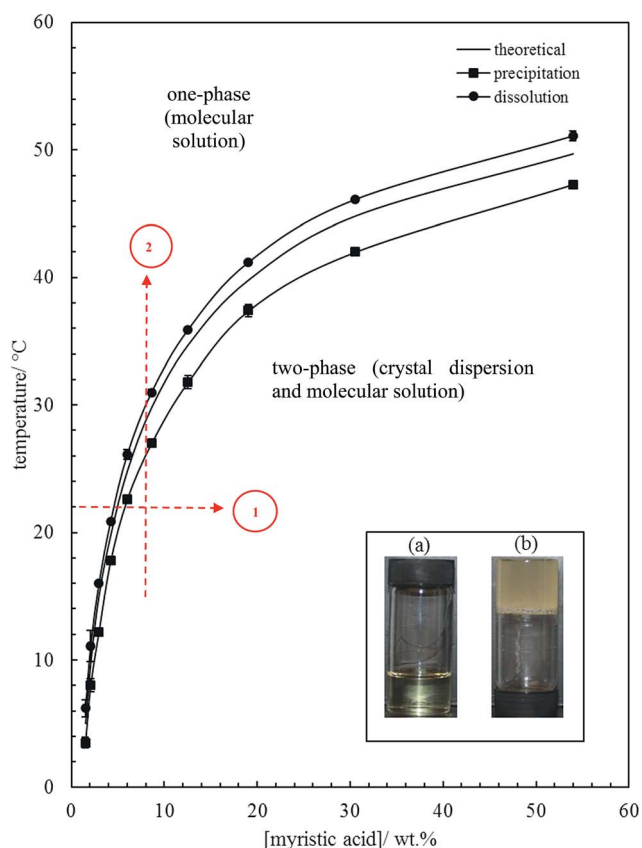 60
50
40
30
20
10
0
temperature/ °C
theoretical
precipitation
dissolution
one-phase
(molecular
solution)
2
two-phase (crystal dispersion
and molecular solution)
1
(a) (b)
0 10 20 30 40 50 60
[myristic acid]/ wt.%